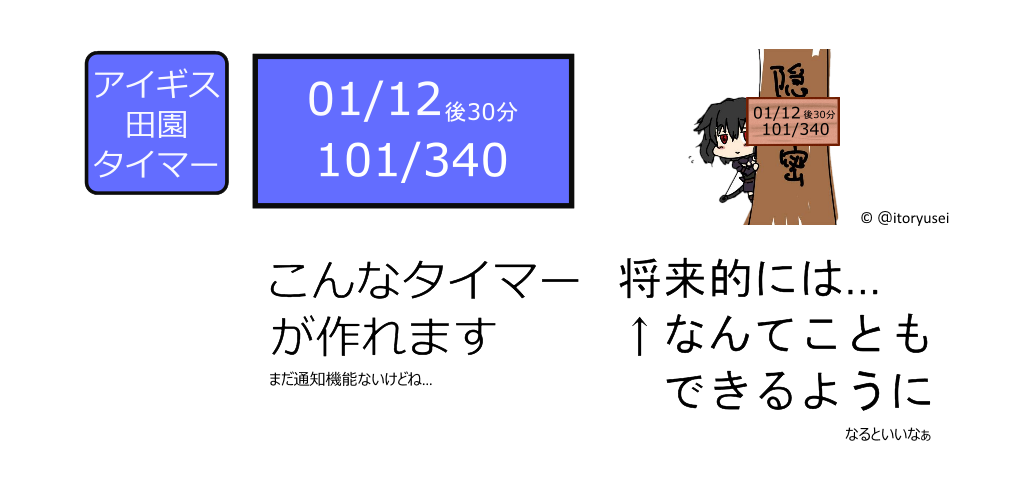 アイギス
田園
タイマー
01/12後30分
101/340
隠
01/12 後30分
101/340
密
© @itoryusei
こんなタイマー
が作れます
まだ通知機能ないけどね...
将来的には...
↑なんてことも
できるように
なるといいなぁ